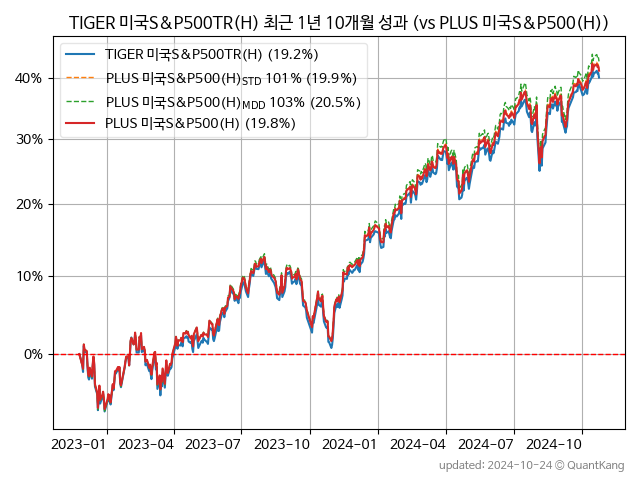 TIGER 미국S&P500TR(H) 최근 1년 10개월 성과 (vs PLUS 미국S&P500(H))
TIGER 미국S&P500TR(H) (19.2%)
PLUS 미국S&P500(H)STD 101% (19.9%)
PLUS 미국S&P500(H)MDD 103% (20.5%)
PLUS 미국S&P500(H) (19.8%)
40%
30%
20%
10%
0%
2023-01 2023-04 2023-07 2023-10 2024-01 2024-04 2024-07 2024-10
updated: 2024-10-24 © QuantKang